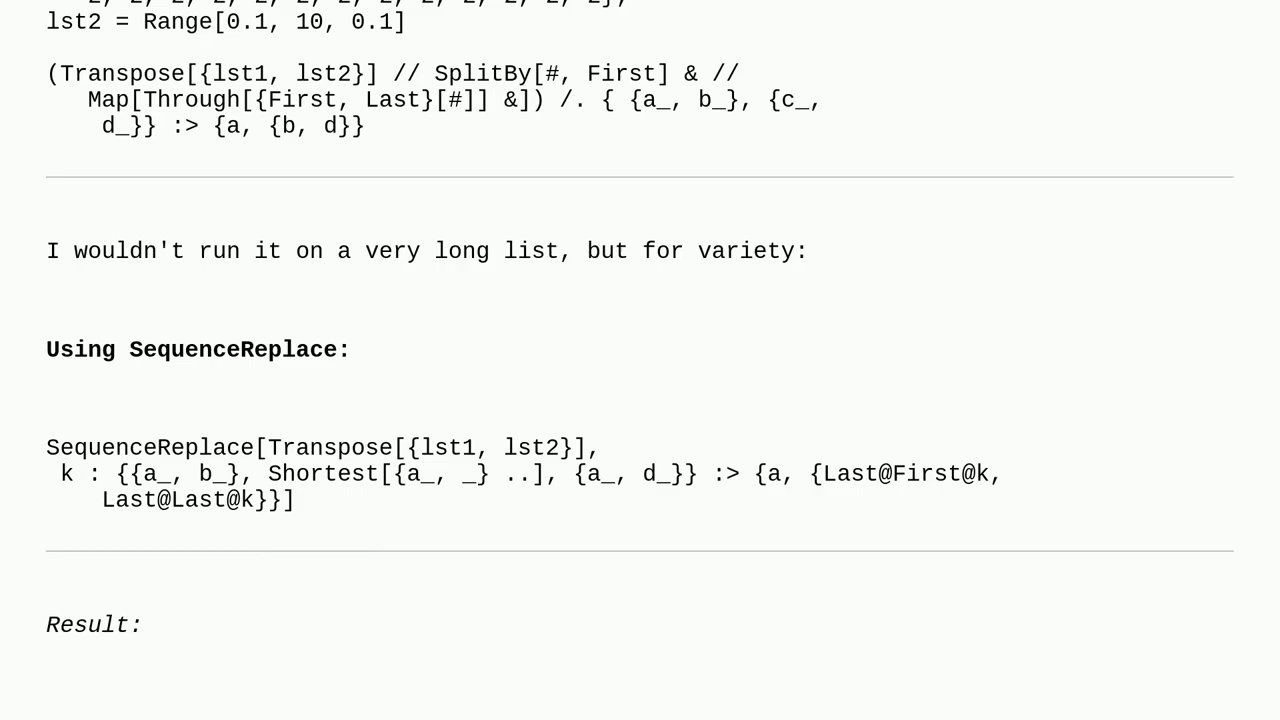 lst2 = Range[0.1, 10, 0.1]
(Transpose[{lst1, lst2}] // SplitBy[#, First] & //
Map[Through[{First, Last}[#]] &]) /. { {a_, b_}, {c_,
d_}} :> {a, {b, d}}
I wouldn't run it on a very long list, but for variety:
Using SequenceReplace:
SequenceReplace[Transpose[{lst1, lst2}],
k : {{a_, b_}, Shortest[{a_, _} ..], {a_, d_}} :> {a, {Last@First@k,
Last@Last@k}}]
Result: